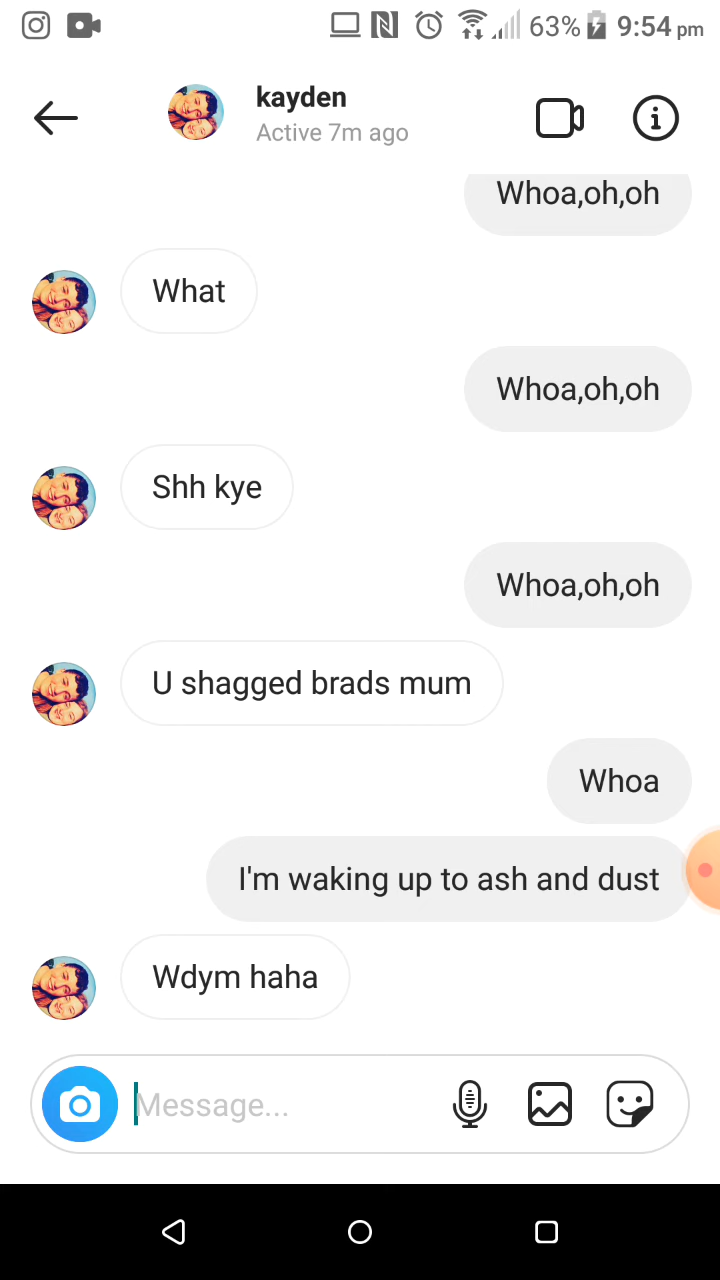 63% 9:54 pm
kayden
Active 7m ago
Whoa,oh,oh
What
Whoa,oh,oh
Shh kye
Whoa,oh,oh
U shagged brads mum
Whoa
I'm waking up to ash and dust
Wdym haha
Message...